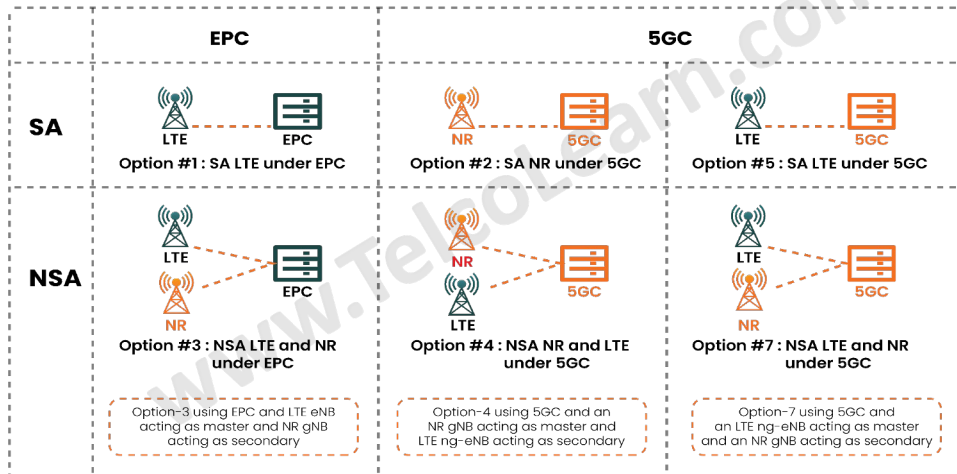 EPC
5GC
SA
LTE
EPC
Option #1 : SA LTE under EPC
NR
5GC
Option #2 : SA NR under 5GC
LTE
5GC
Option #5 : SA LTE under 5GC
NSA
LTE
NR
EPC
Option #3 : NSA LTE and NR
under EPC
NR
LTE
5GC
Option #4 : NSA NR and LTE
under 5GC
LTE
NR
5GC
Option #7 : NSA LTE and NR
under 5GC
Option-3 using EPC and LTE eNB
acting as master and NR gNB
acting as secondary
Option-4 using 5GC and an
NR gNB acting as master and
LTE ng-eNB acting as secondary
Option-7 using 5GC and
an LTE ng-eNB acting as master
and an NR gNB acting as secondary
www.TelcoLearn.com